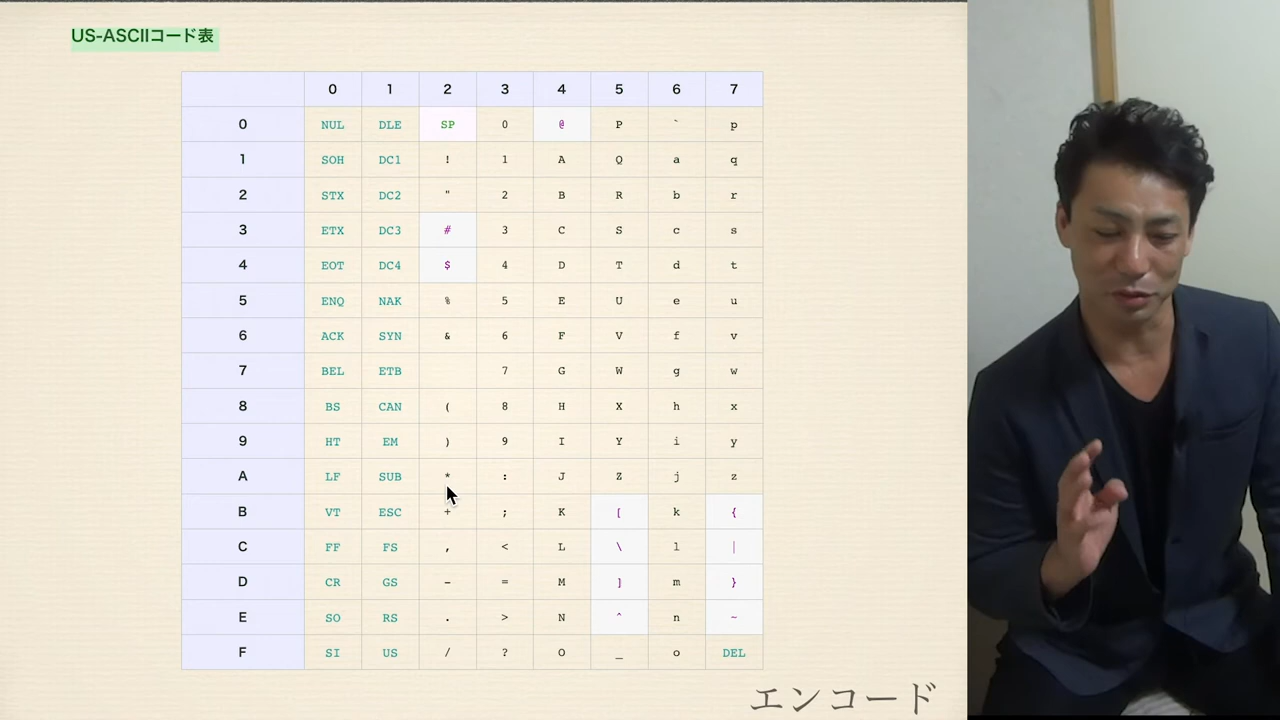 US-ASCIIコード表
0 1 2 3 4 5 6 7
0 NUL DLE SP 0 @ P ` p
1 SOH DC1 ! 1 A Q a q
2 STX DC2 " 2 B R b r
3 ETX DC3 # 3 C S c s
4 EOT DC4 $ 4 D T d t
5 ENQ NAK % 5 E U e u
6 ACK SYN & 6 F V f v
7 BEL ETB 7 G W g w
8 BS CAN ( 8 H X h x
9 HT EM ) 9 I Y i y
A LF SUB * : J Z j z
B VT ESC + ; K [ k {
C FF FS , < L \ l |
D CR GS - = M ] m }
E SO RS . > N ^ n ~
F SI US / ? O _ o DEL
エンコード